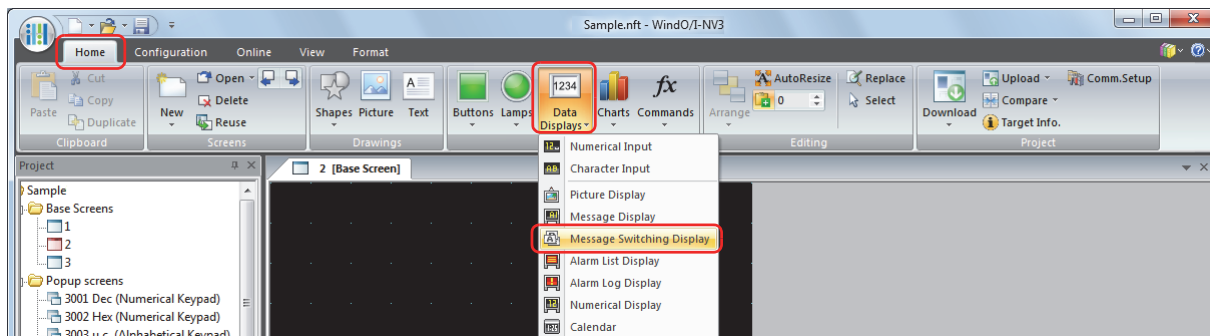 Sample.nft - WindO/I-NV3
Home Configuration Online View Format
Cut
Copy
Duplicate
Paste
Clipboard
New
Open
Delete
Reuse
Screens
Shapes Picture Text
Drawings
Buttons Lamps
1234
Data
Displays
Charts
fx
Commands
Arrange
AutoResize
0
Replace
Select
Editing
Download
Upload
Compare
Target Info.
Comm.Setup
Project
Project
Sample
Base Screens
1
2
3
Popup screens
3001 Dec (Numerical Keypad)
3002 Hex (Numerical Keypad)
3003 u.c. (Alphabetical Keypad)
2 [Base Screen]
Numerical Input
Character Input
Picture Display
Message Display
Message Switching Display
Alarm List Display
Alarm Log Display
Numerical Display
Calendar